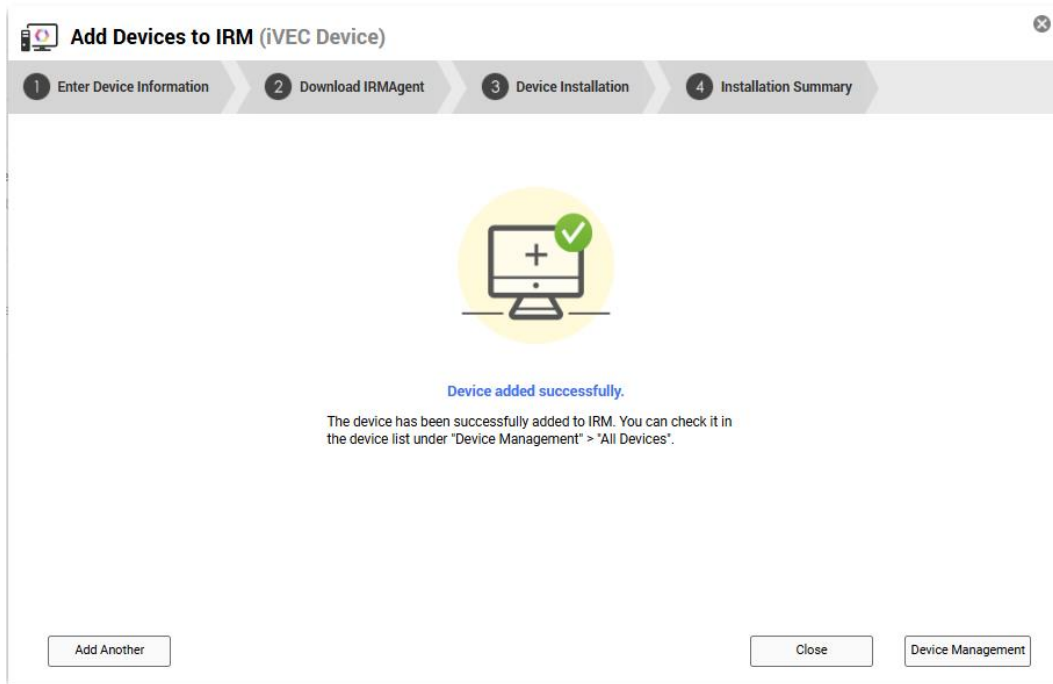 Add Devices to IRM (iVEC Device)
1 Enter Device Information
2 Download IRMAgent
3 Device Installation
4 Installation Summary
Device added successfully.
The device has been successfully added to IRM. You can check it in
the device list under "Device Management" > "All Devices".
Add Another
Close
Device Management